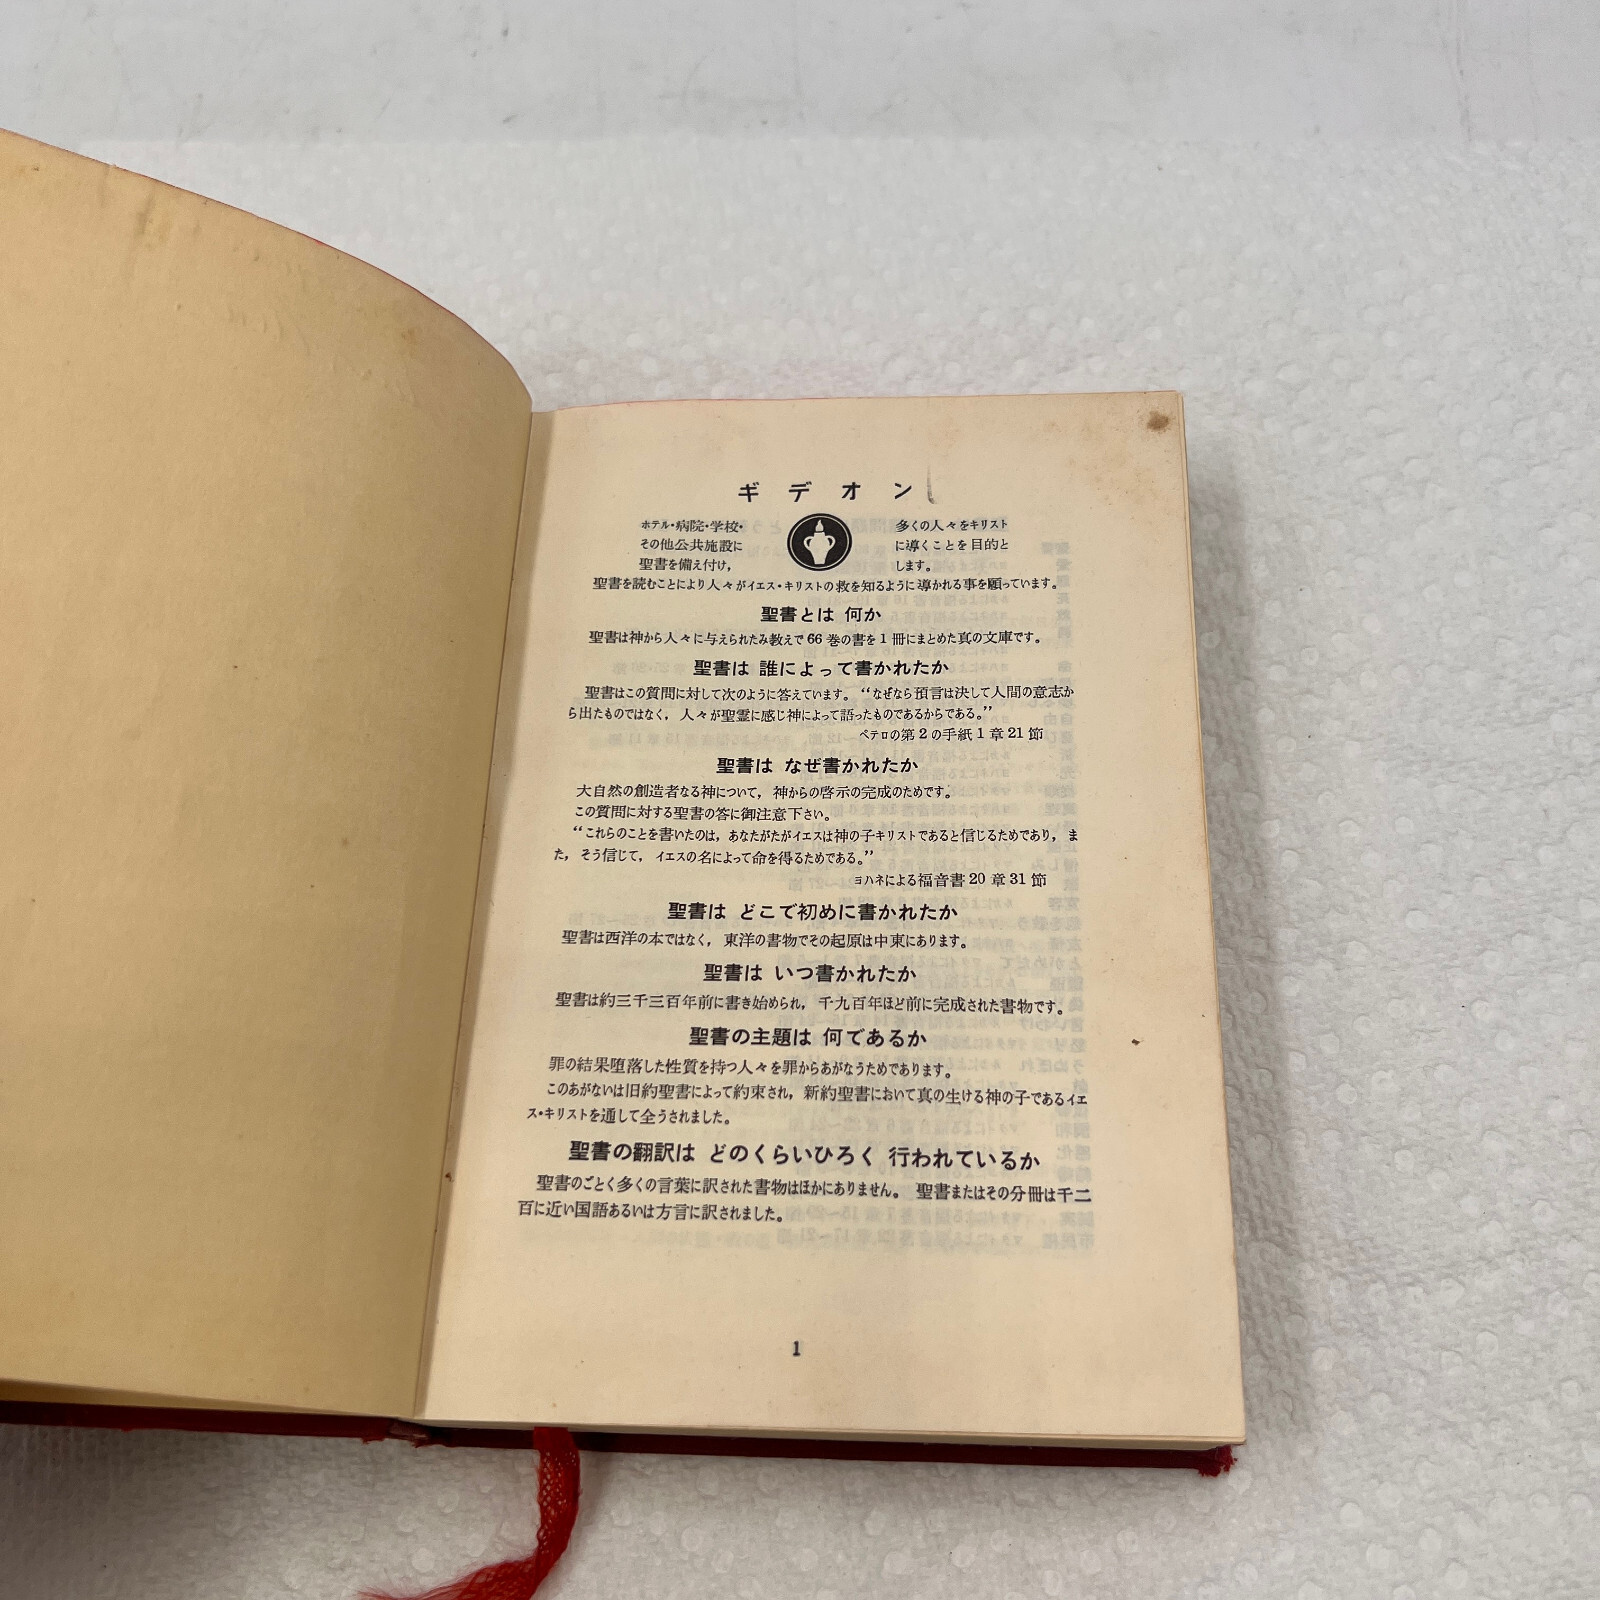 ギデオン
ホテル・病院・学校・
その他公共施設に
聖書を備え付け，
多くの人々をキリスト
に導くことを目的と
します。
聖書を読むことにより人々がイエス・キリストの救を知るように導かれる事を願っています。
聖書とは 何か
聖書は神から人々に与えられたみ教えで66巻の書を1冊にまとめた真の文庫です。
聖書は 誰によって書かれたか
聖書はこの質問に対して次のように答えています。“なぜなら預言は決して人間の意志か
ら出たものではなく，人々が聖霊に感じ神によって語ったものであるからである。”
ペテロの第2の手紙1章21節
聖書は なぜ書かれたか
大自然の創造者なる神について，神からの啓示の完成のためです。
この質問に対する聖書の答に御注意下さい。
“これらのことを書いたのは，あなたがたがイエスは神の子キリストであると信じるためであり，ま
た，そう信じて，イエスの名によって命を得るためである。”
ヨハネによる福音書20章31節
聖書は どこで初めに書かれたか
聖書は西洋の本ではなく，東洋の書物でその起原は中東にあります。
聖書は いつ書かれたか
聖書は約三千三百年前に書き始められ，千九百年ほど前に完成された書物です。
聖書の主題は 何であるか
罪の結果堕落した性質を持つ人々を罪からあがなうためであります。
このあがないは旧約聖書によって約束され，新約聖書において真の生ける神の子であるイエ
ス・キリストを通して全うされました。
聖書の翻訳は どのくらいひろく 行われているか
聖書のごとく多くの言葉に訳された書物はほかにありません。 聖書またはその分冊は千二
百に近い国語あるいは方言に訳されました。
1